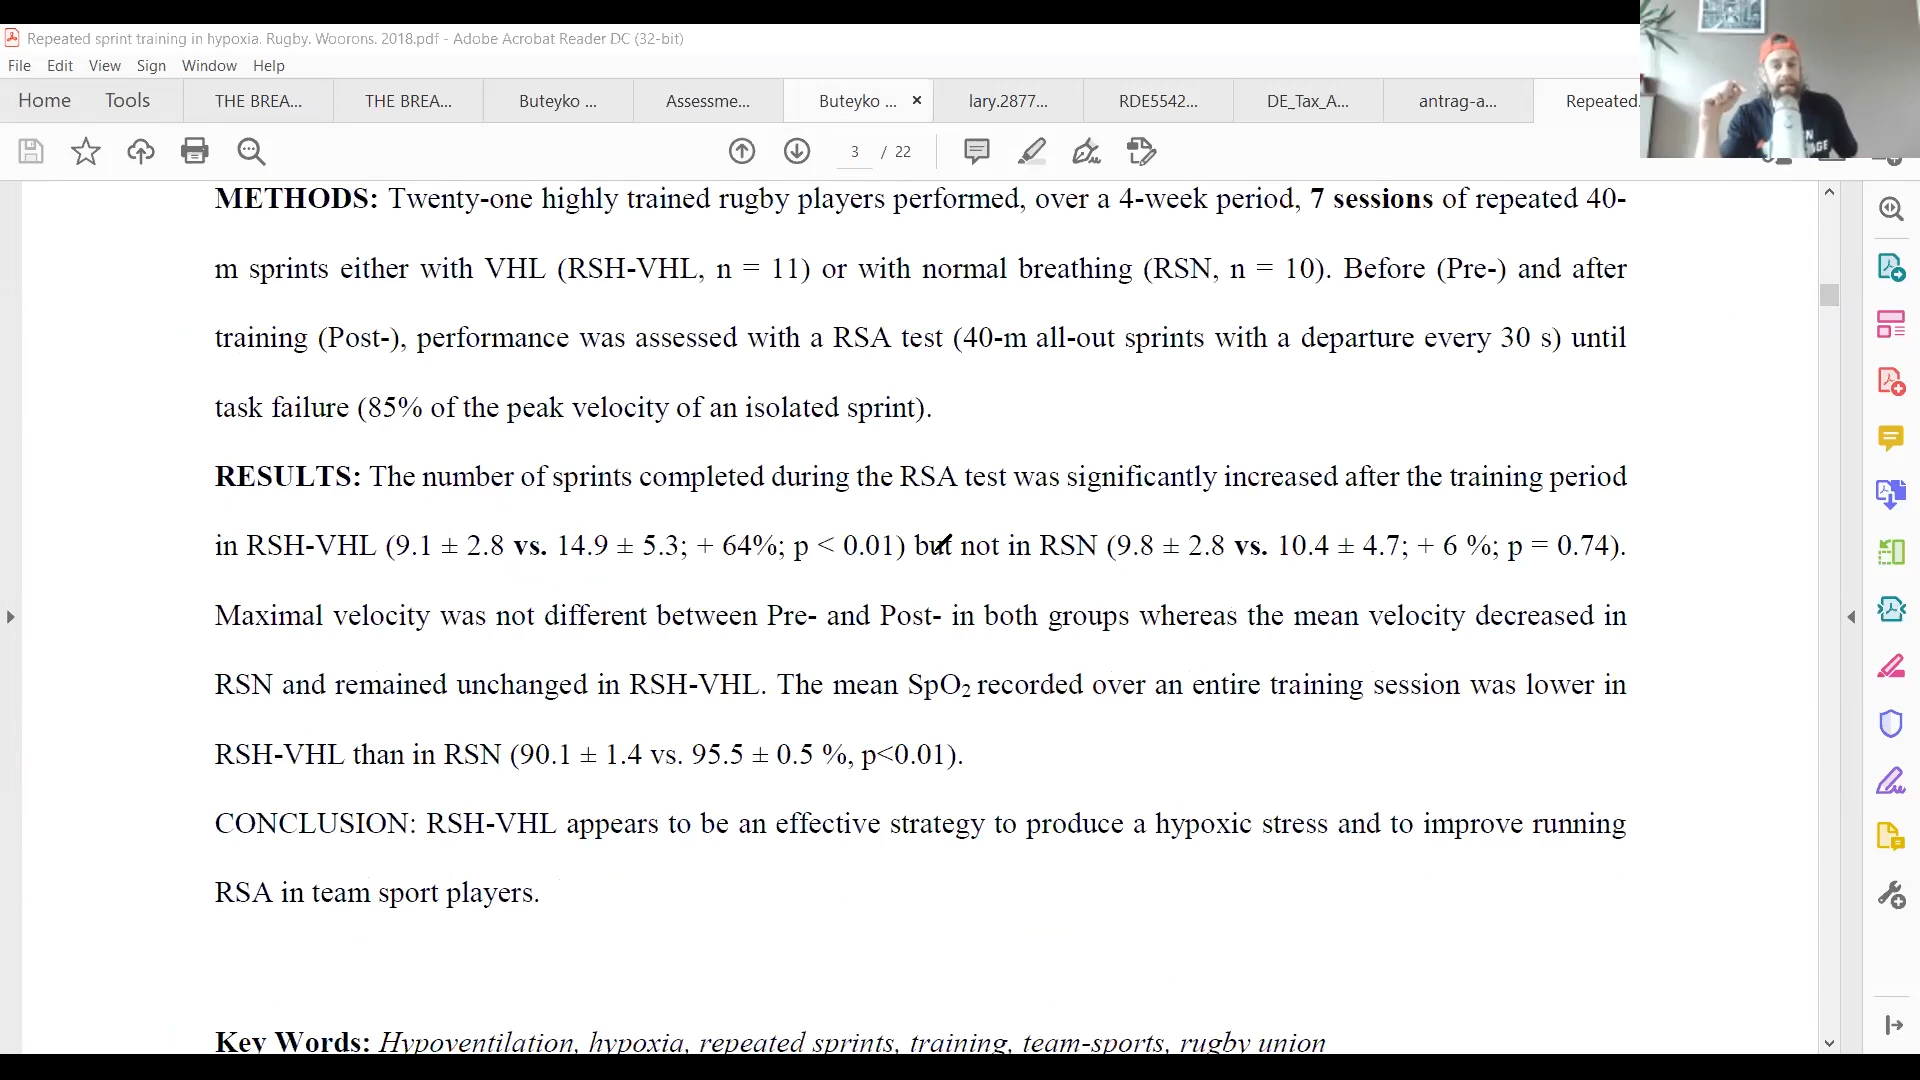 Repeated sprint training in hypoxia. Rugby. Woorons. 2018.pdf - Adobe Acrobat Reader DC (32-bit)
File Edit View Sign Window Help
Home Tools THE BREA... THE BREA... Buteyko ... Assessme... Buteyko ... × lary.2877... RDE5542... DE_Tax_A... antrag-a... Repeated.
3 / 22
METHODS: Twenty-one highly trained rugby players performed, over a 4-week period, 7 sessions of repeated 40-
m sprints either with VHL (RSH-VHL, n = 11) or with normal breathing (RSN, n = 10). Before (Pre-) and after
training (Post-), performance was assessed with a RSA test (40-m all-out sprints with a departure every 30 s) until
task failure (85% of the peak velocity of an isolated sprint).
RESULTS: The number of sprints completed during the RSA test was significantly increased after the training period
in RSH-VHL (9.1 ± 2.8 vs. 14.9 ± 5.3; + 64%; p < 0.01) but not in RSN (9.8 ± 2.8 vs. 10.4 ± 4.7; + 6 %; p = 0.74).
Maximal velocity was not different between Pre- and Post- in both groups whereas the mean velocity decreased in
RSN and remained unchanged in RSH-VHL. The mean SpO₂ recorded over an entire training session was lower in
RSH-VHL than in RSN (90.1 ± 1.4 vs. 95.5 ± 0.5 %, p<0.01).
CONCLUSION: RSH-VHL appears to be an effective strategy to produce a hypoxic stress and to improve running
RSA in team sport players.
Key Words: Hypoventilation, hypoxia, repeated sprints, training, team-sports, rugby union